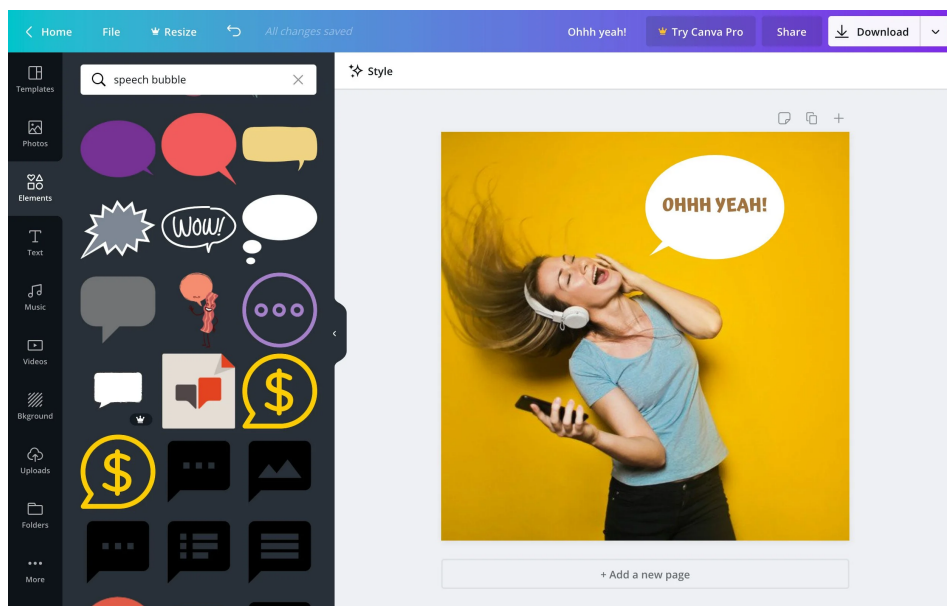 Home
File
Resize
All changes saved
Ohhh yeah!
Try Canva Pro
Share
Download
Templates
Photos
Elements
Text
Music
Videos
Bkground
Uploads
Folders
More
speech bubble
Wow!
$
$
Style
OHHH YEAH!
+ Add a new page